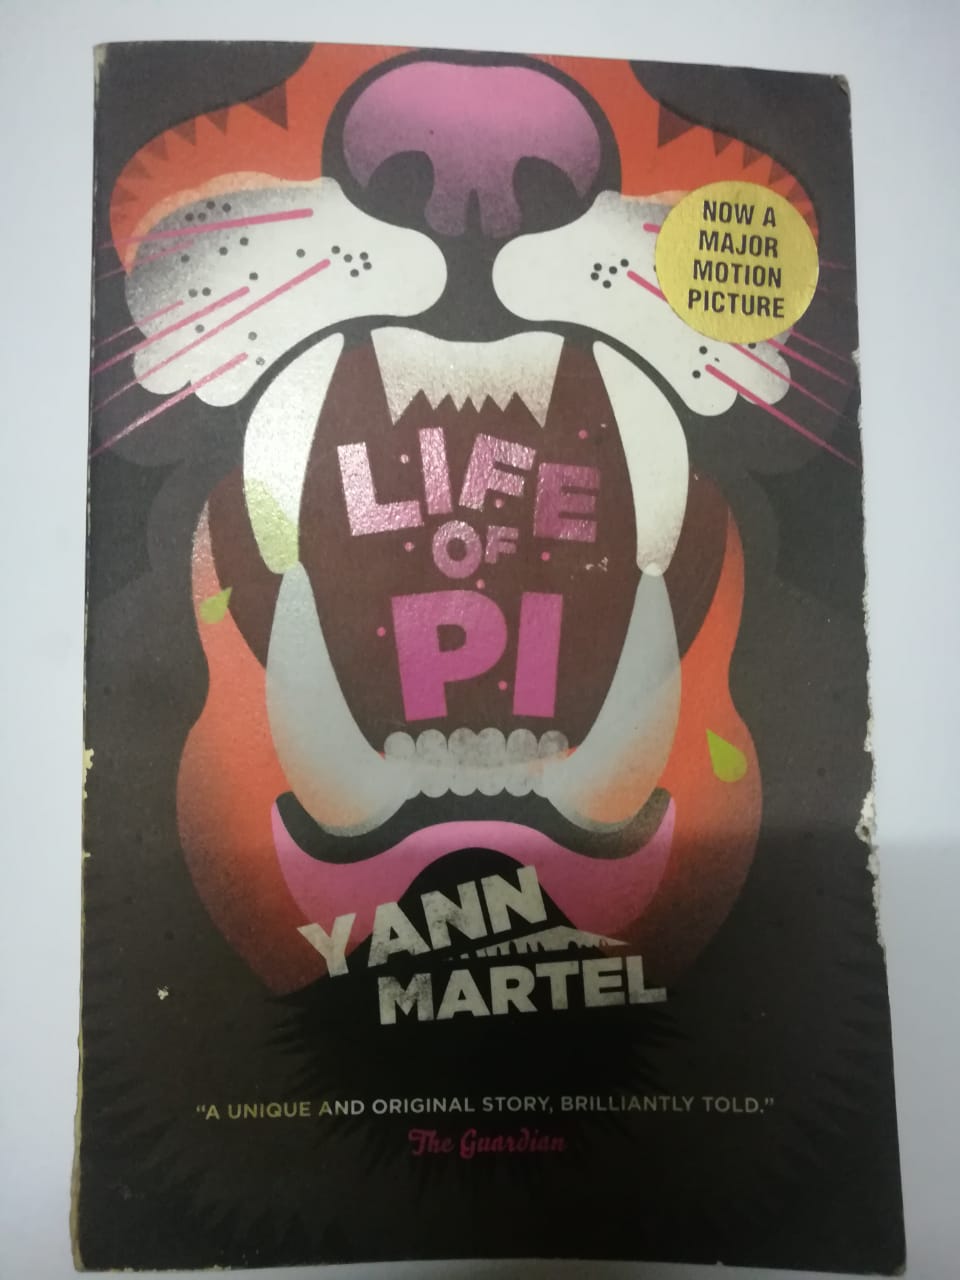 NOW A
MAJOR
MOTION
PICTURE
LIFE
OF
PI
YANN
MARTEL
“A UNIQUE AND ORIGINAL STORY, BRILLIANTLY TOLD.”
The Guardian